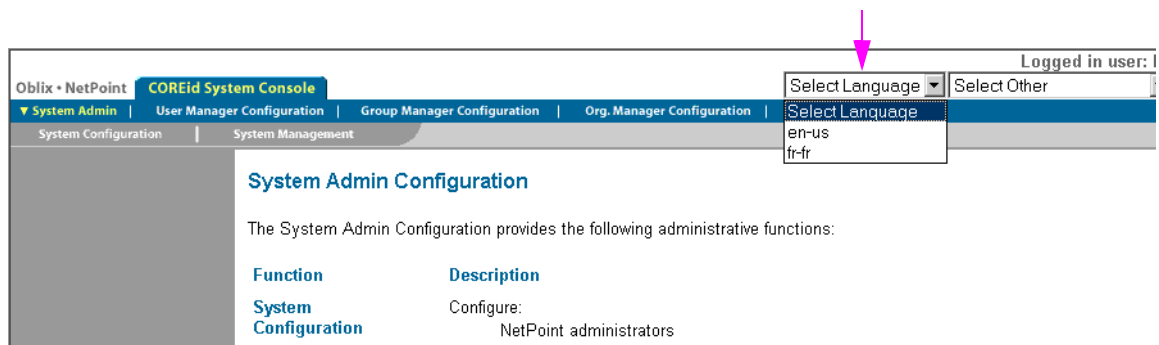 Logged in user:
Oblix • NetPoint COREid System Console Select Language Select Other
▼ System Admin | User Manager Configuration | Group Manager Configuration | Org. Manager Configuration | Select Language
System Configuration | System Management en-us
fr-fr
System Admin Configuration
The System Admin Configuration provides the following administrative functions:
Function Description
System Configure:
Configuration NetPoint administrators